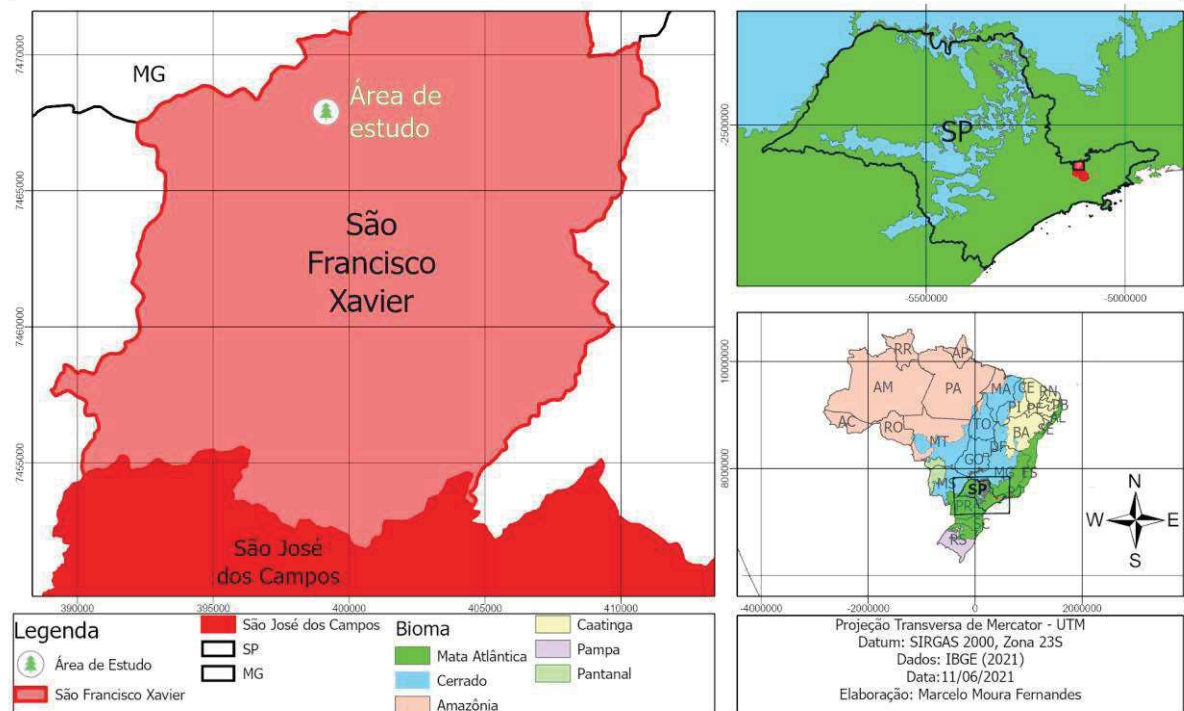 7470000
7465000
7460000
7455000
MG
Área de
estudo
São
Francisco
Xavier
São José
dos Campos
390000
395000
400000
405000
410000
SP
-2500000
-5500000
-5000000
10000000
8000000
RR
AP
AM
PA
MA
CE
RN
PI
PE
PB
AL
AC
RO
TO
SE
BA
MT
DF
GO
MG
ES
MS
SP
PR
SC
RS
N
W
E
S
-4000000
-2000000
0
2000000
Legenda
Área de Estudo
São Francisco Xavier
São José dos Campos
SP
MG
Bioma
Mata Atlântica
Cerrado
Amazônia
Caatinga
Pampa
Pantanal
Projeção Transversa de Mercator - UTM
Datum: SIRGAS 2000, Zona 23S
Dados: IBGE (2021)
Data:11/06/2021
Elaboração: Marcelo Moura Fernandes